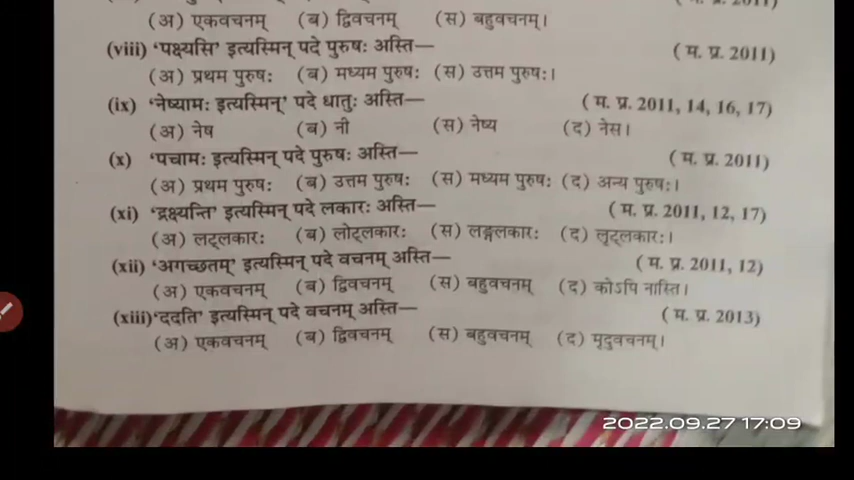 (अ) एकवचनम् (ब) द्विवचनम् (स) बहुवचनम्।
(viii) 'पक्ष्यसि' इत्यस्मिन् पदे पुरुषः अस्ति— (म. प्र. 2011)
(अ) प्रथम पुरुषः (ब) मध्यम पुरुषः (स) उत्तम पुरुषः।
(ix) 'नेष्यामः इत्यस्मिन्' पदे धातुः अस्ति— (म. प्र. 2011, 14, 16, 17)
(अ) नेष (ब) नी (स) नेष्य (द) नेस।
(x) 'पचामः इत्यस्मिन् पदे पुरुषः अस्ति— (म. प्र. 2011)
(अ) प्रथम पुरुषः (ब) उत्तम पुरुषः (स) मध्यम पुरुषः (द) अन्य पुरुषः।
(xi) 'द्रक्ष्यन्ति' इत्यस्मिन् पदे लकारः अस्ति— (म. प्र. 2011, 12, 17)
(अ) लट्लकारः (ब) लोट्लकारः (स) लङ्गलकारः (द) लृट्लकारः।
(xii) 'अगच्छतम्' इत्यस्मिन् पदे वचनम् अस्ति— (म. प्र. 2011, 12)
(अ) एकवचनम् (ब) द्विवचनम् (स) बहुवचनम् (द) कोऽपि नास्ति।
(xiii) 'ददति' इत्यस्मिन् पदे वचनम् अस्ति— (म. प्र. 2013)
(अ) एकवचनम् (ब) द्विवचनम् (स) बहुवचनम् (द) मृदुवचनम्।
2022.09.27 17:09